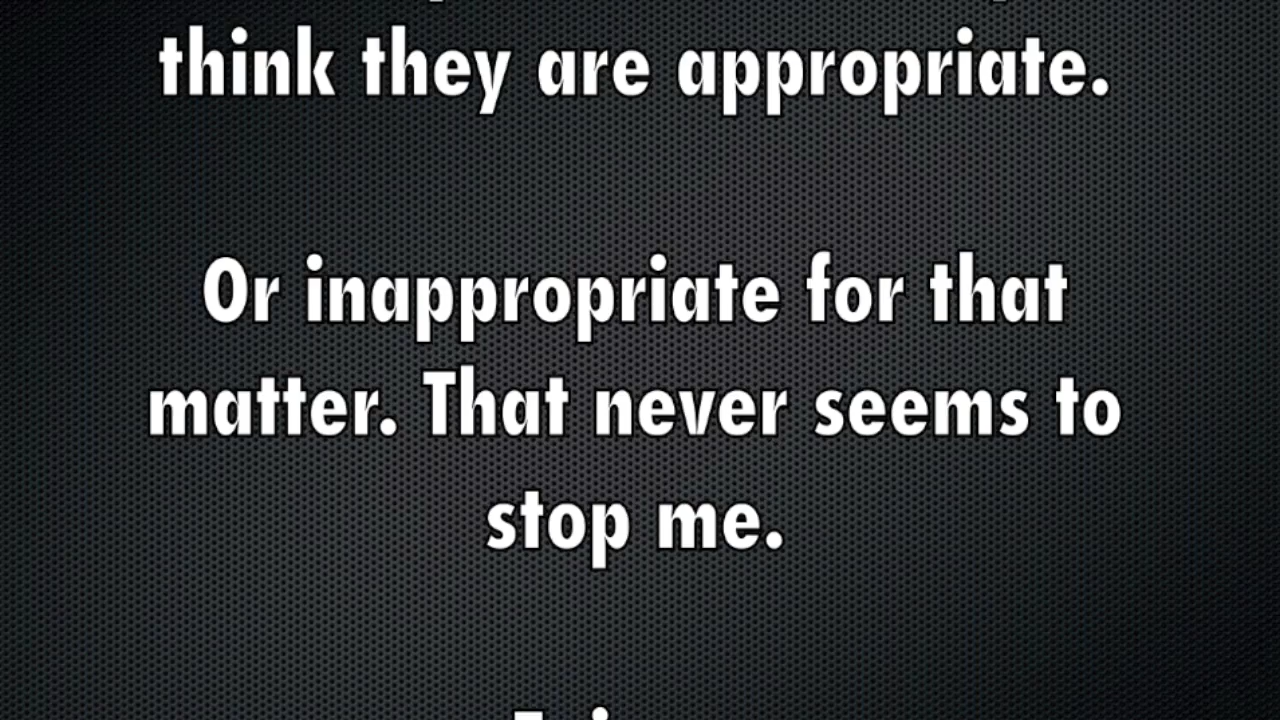 think they are appropriate.
Or inappropriate for that
matter. That never seems to
stop me.